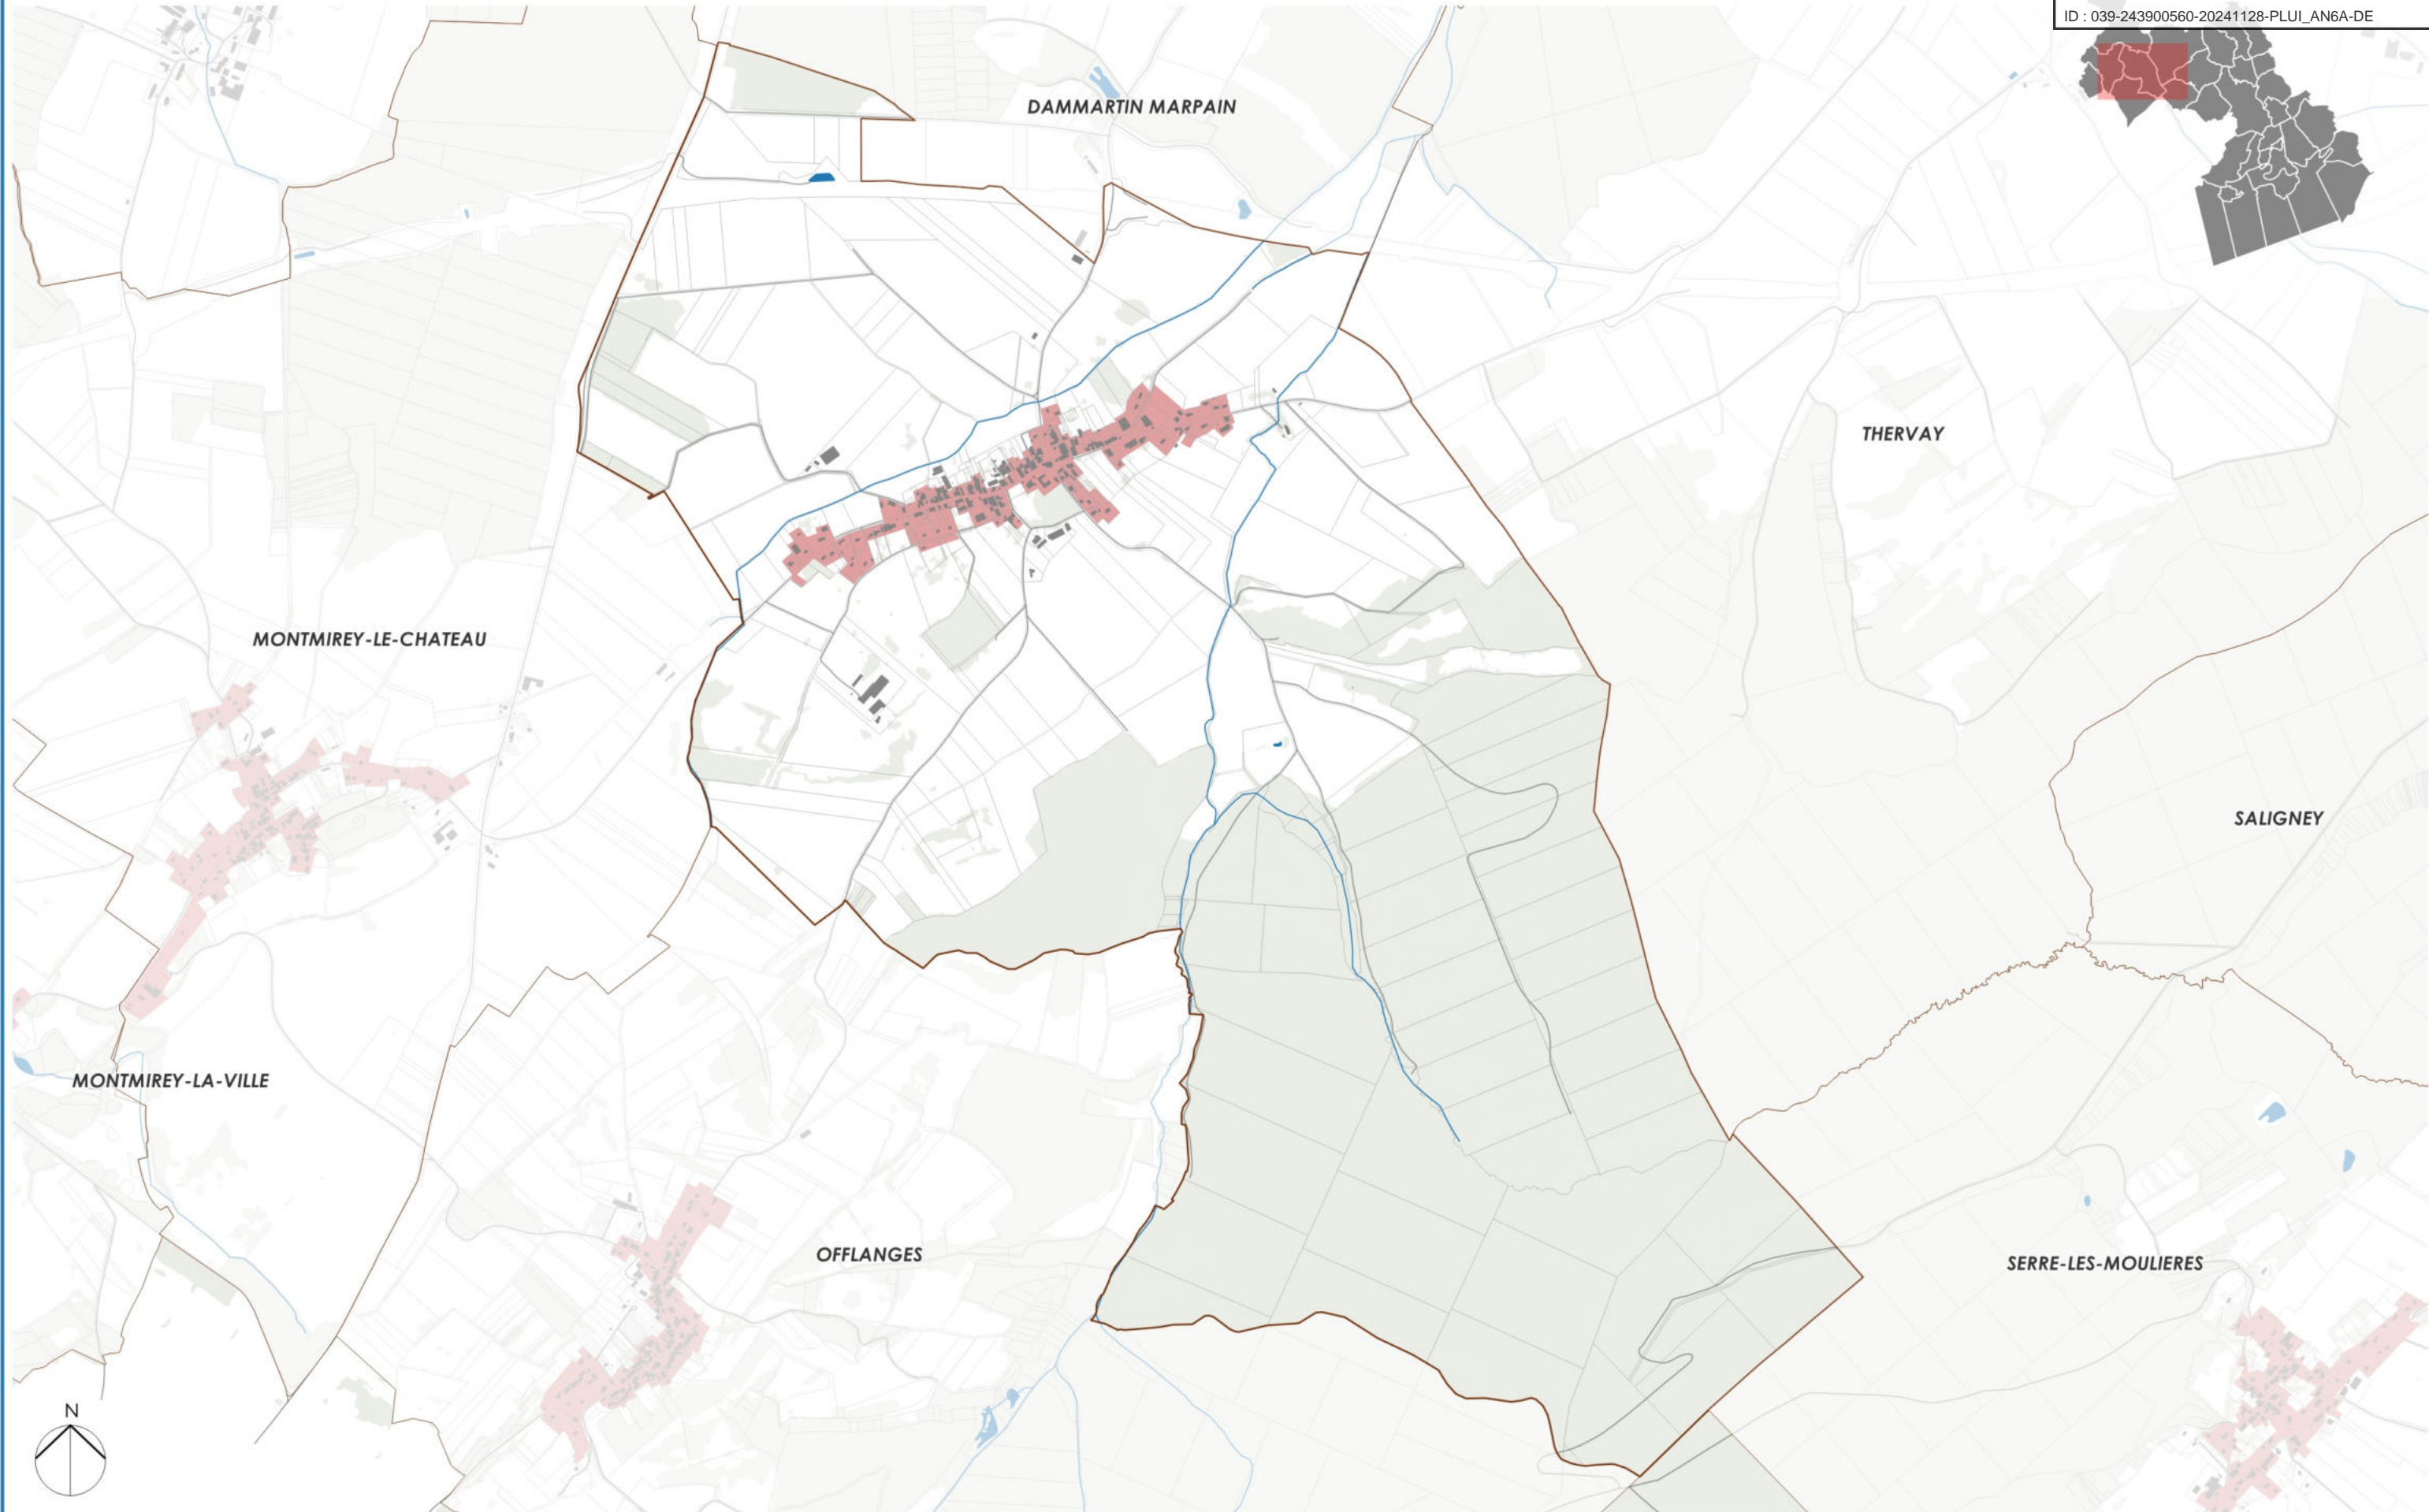 ID : 039-243900560-20241128-PLUI_AN6A-DE
DAMMARTIN MARPAIN
THERVAY
MONTMIREY-LE-CHATEAU
SALIGNEY
MONTMIREY-LA-VILLE
OFFLANGES
SERRE-LES-MOULIERES
N